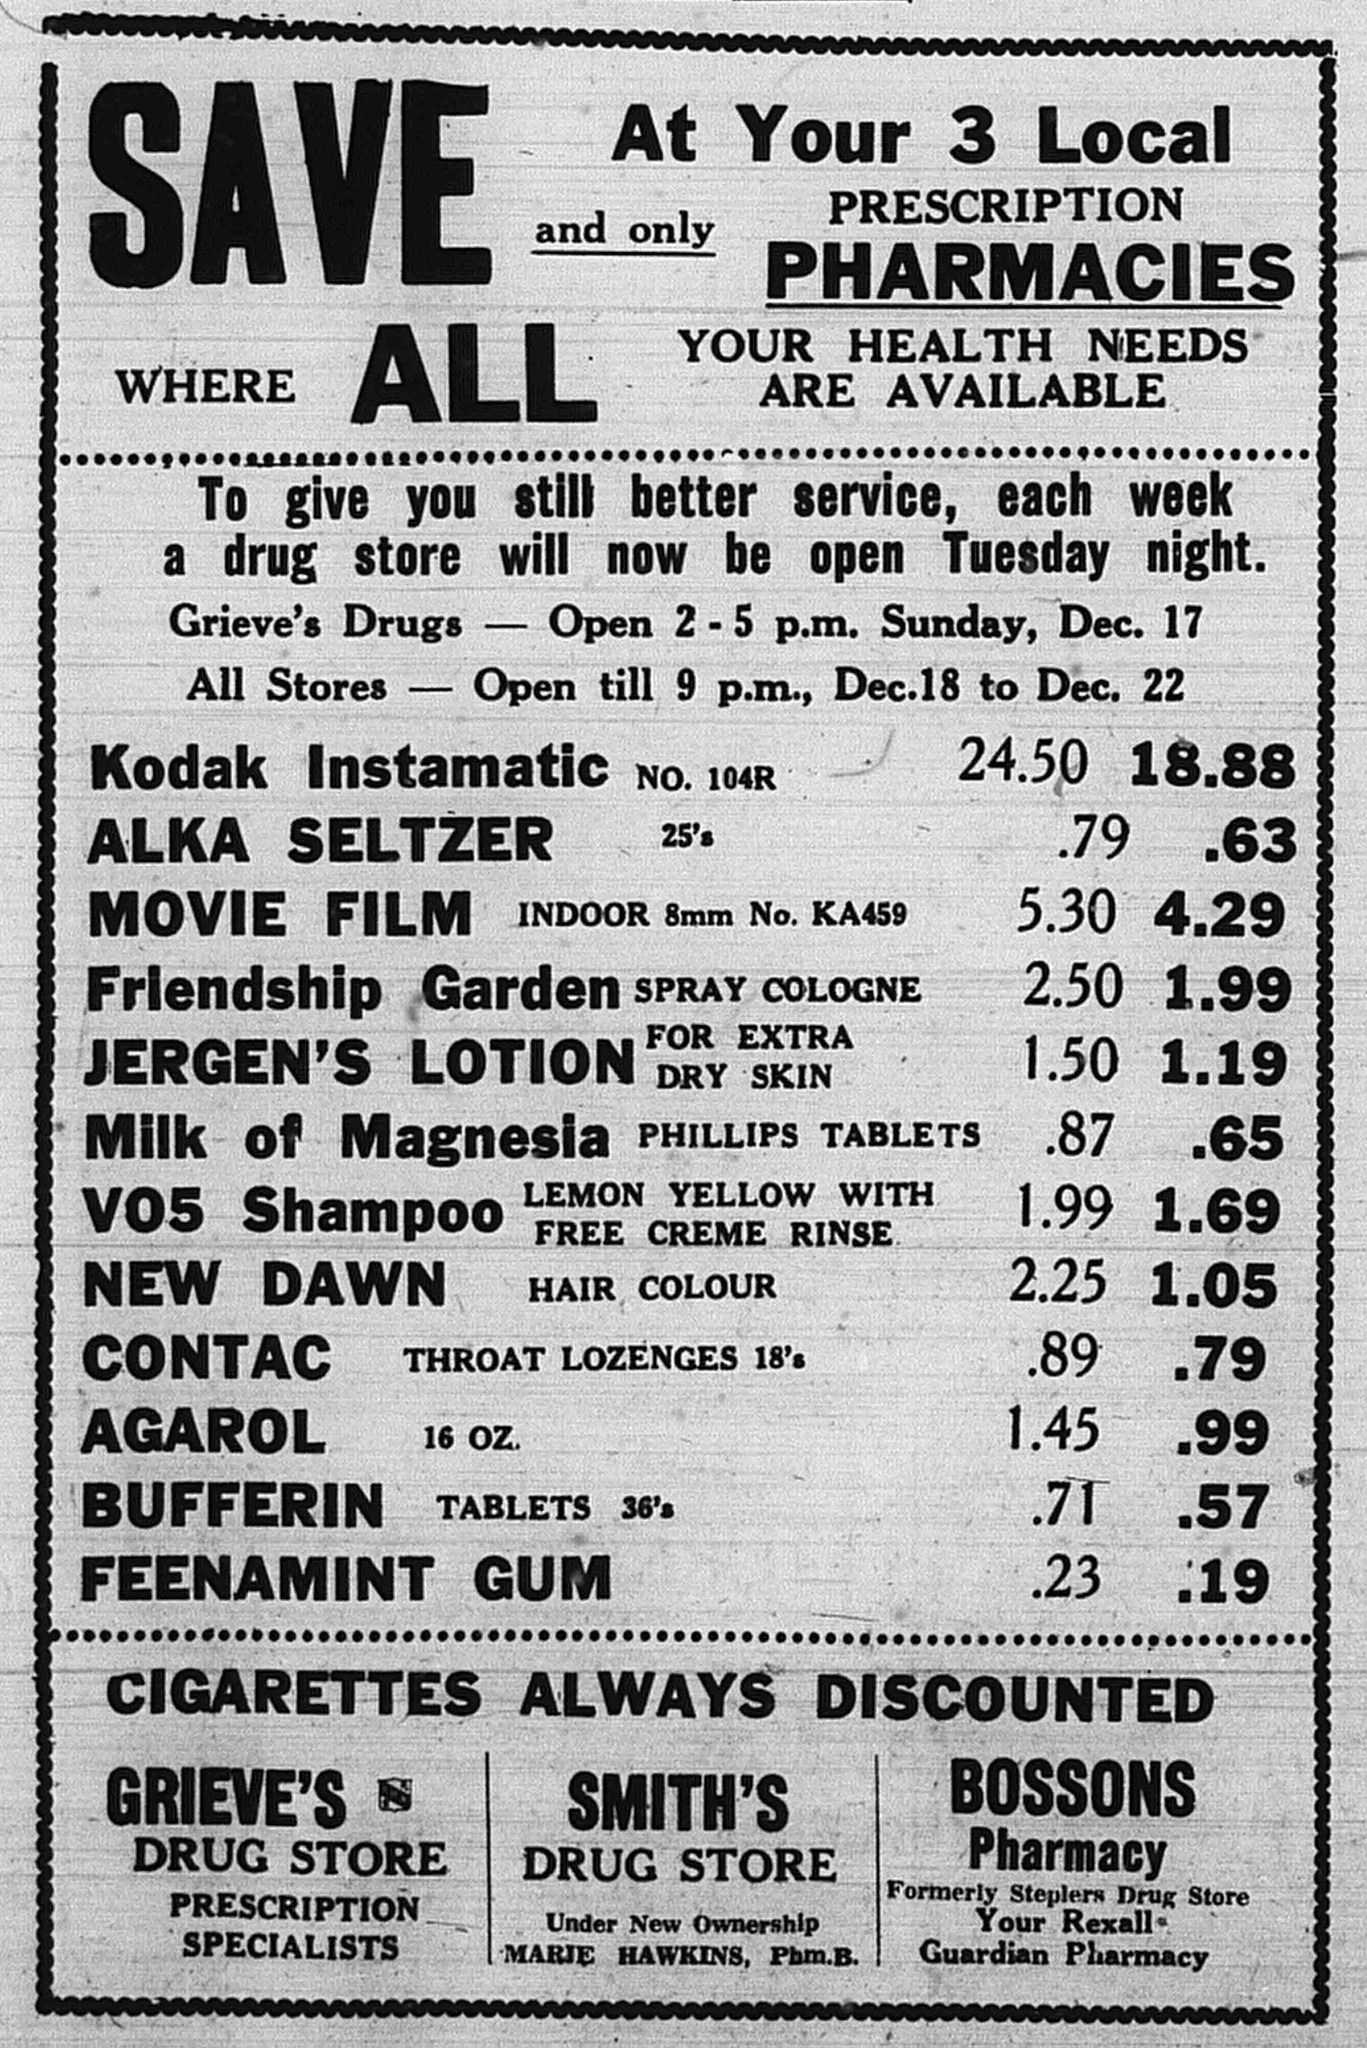 SAVE At Your 3 Local
and only PRESCRIPTION
PHARMACIES
WHERE ALL YOUR HEALTH NEEDS
ARE AVAILABLE
To give you still better service, each week
a drug store will now be open Tuesday night.
Grieve's Drugs — Open 2 - 5 p.m. Sunday, Dec. 17
All Stores — Open till 9 p.m., Dec.18 to Dec. 22
Kodak Instamatic NO. 104R 24.50 18.88
ALKA SELTZER 25's .79 .63
MOVIE FILM INDOOR 8mm No. KA459 5.30 4.29
Friendship Garden SPRAY COLOGNE 2.50 1.99
JERGEN'S LOTION FOR EXTRA DRY SKIN 1.50 1.19
Milk of Magnesia PHILLIPS TABLETS .87 .65
VO5 Shampoo LEMON YELLOW WITH FREE CREME RINSE 1.99 1.69
NEW DAWN HAIR COLOUR 2.25 1.05
CONTAC THROAT LOZENGES 18's .89 .79
AGAROL 16 OZ. 1.45 .99
BUFFERIN TABLETS 36's .71 .57
FEENAMINT GUM .23 .19
CIGARETTES ALWAYS DISCOUNTED
GRIEVE'S
DRUG STORE
PRESCRIPTION
SPECIALISTS
SMITH'S
DRUG STORE
Under New Ownership
MARIE HAWKINS, Phm.B.
BOSSONS
Pharmacy
Formerly Steplers Drug Store
Your Rexall
Guardian Pharmacy